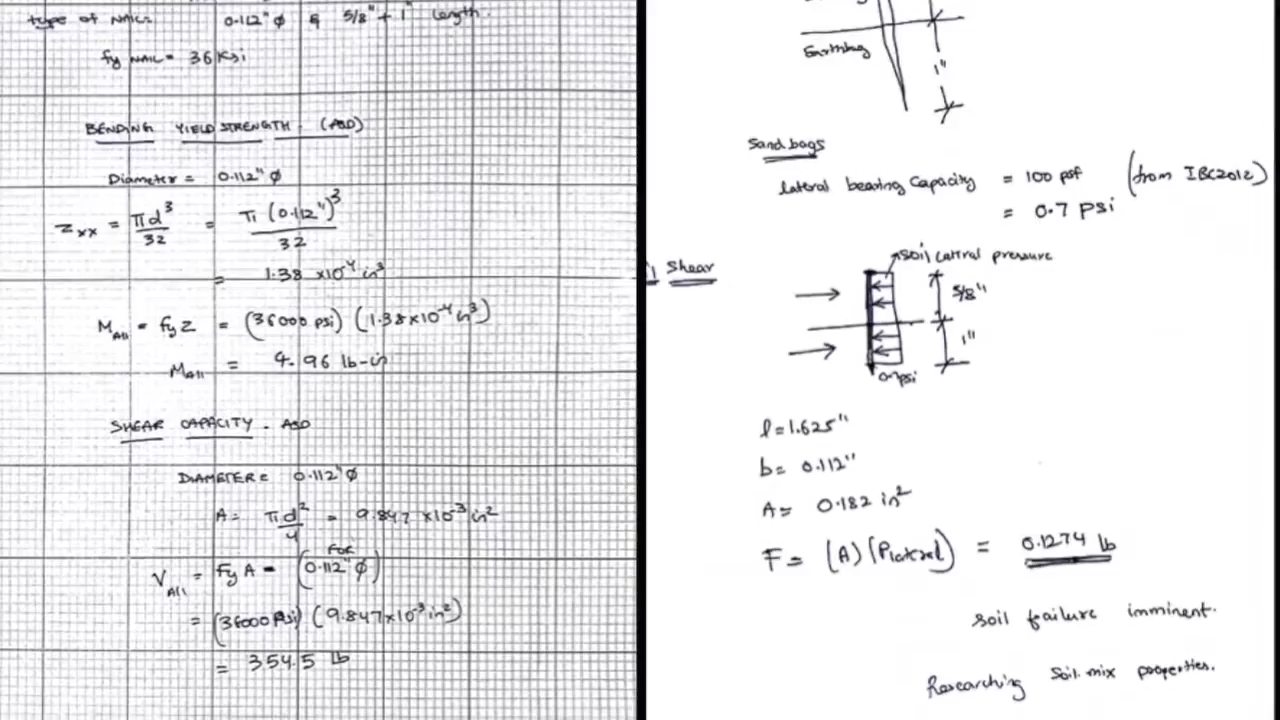 type of NAIL: 0.112" Ø & 5/8" + 1" length.
fy NAIL = 36 Ksi
BENDING YIELD STRENGTH. (ASD)
Diameter = 0.112" Ø
Zxx = πd³/32 = π (0.112")³/32
= 1.38 x10⁻⁴ in³
MAll = fy Z = (36000 psi) (1.38x10⁻⁴ in³)
MAll = 4.96 lb-in
SHEAR CAPACITY - ASD
DIAMETER = 0.112" Ø
A = πd²/4 = 9.847 x10⁻³ in²
VAll = Fy A = (FOR 0.112" Ø)
= (36000 Psi) (9.847x10⁻³ in²)
= 354.5 lb
Earthbag
1"
Sand bags
lateral bearing Capacity = 100 psf (from IBC2012)
= 0.7 psi
Shear
soil lateral pressure
5/8"
1"
0.7psi
l = 1.625"
b = 0.112"
A = 0.182 in²
F = (A) (Plateral) = 0.1274 lb
soil failure imminent.
Researching soil mix properties.